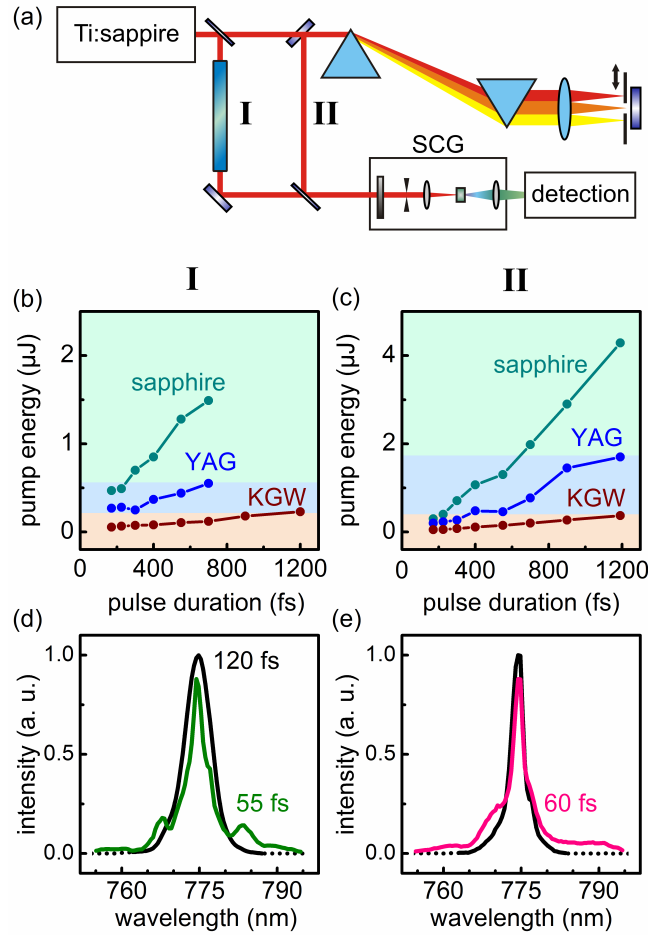 (a)
Ti:sappire
I
II
SCG
detection
I
II
(b)
(c)
pump energy (µJ)
2
1
0
sapphire
YAG
KGW
0 400 800 1200
pulse duration (fs)
pump energy (µJ)
4
2
0
sapphire
YAG
KGW
0 400 800 1200
pulse duration (fs)
(d)
(e)
intensity (a. u.)
1.0
0.5
0.0
120 fs
55 fs
760 775 790
wavelength (nm)
intensity (a. u.)
1.0
0.5
0.0
60 fs
760 775 790
wavelength (nm)